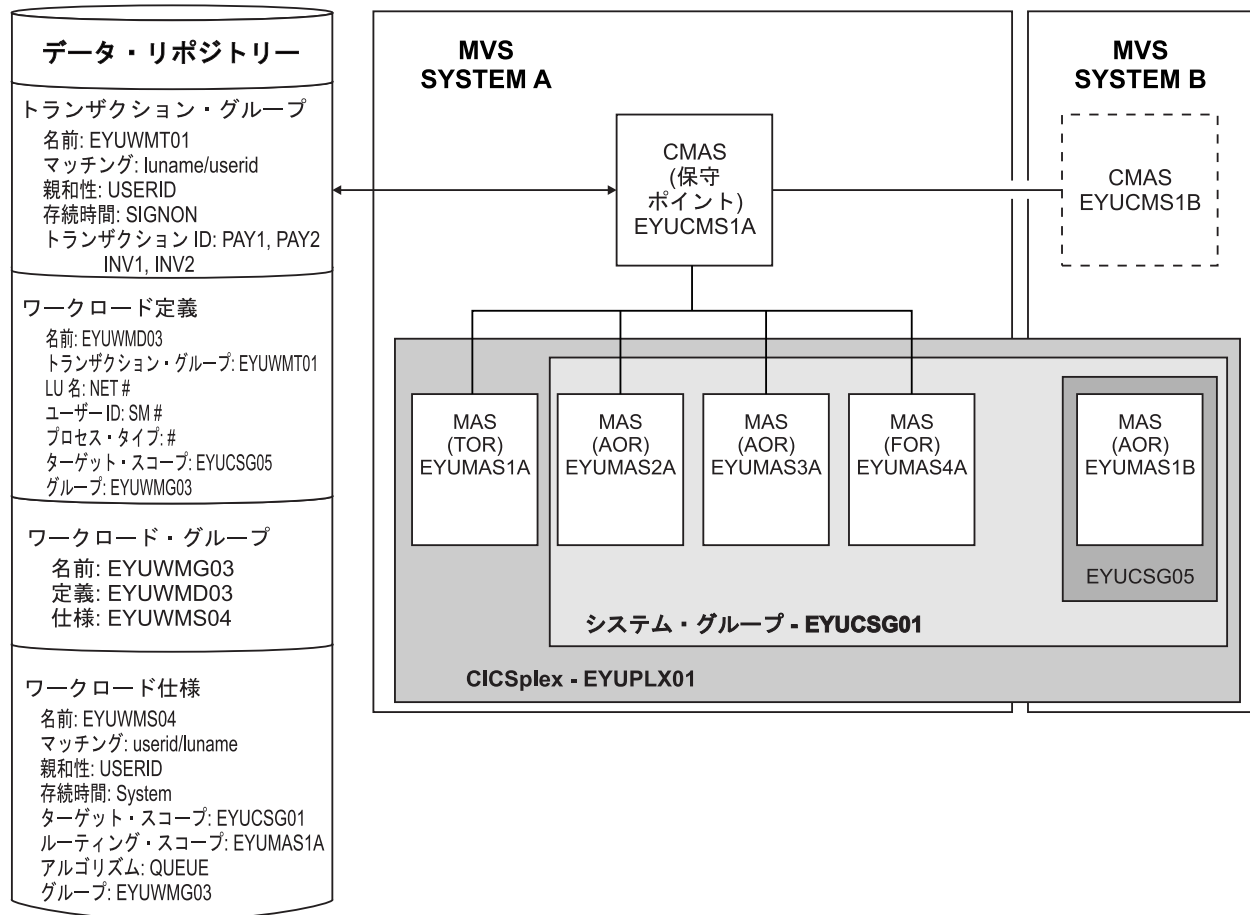 データ・リポジトリー
トランザクション・グループ
名前: EYUWMT01
マッチング: luname/userid
親和性: USERID
存続時間: SIGNON
トランザクション ID: PAY1, PAY2
INV1, INV2
ワークロード定義
名前: EYUWMD03
トランザクション・グループ: EYUWMT01
LU 名: NET #
ユーザー ID: SM #
プロセス・タイプ: #
ターゲット・スコープ: EYUCSG05
グループ: EYUWMG03
ワークロード・グループ
名前: EYUWMG03
定義: EYUWMD03
仕様: EYUWMS04
ワークロード仕様
名前: EYUWMS04
マッチング: userid/luname
親和性: USERID
存続時間: System
ターゲット・スコープ: EYUCSG01
ルーティング・スコープ: EYUMAS1A
アルゴリズム: QUEUE
グループ: EYUWMG03
MVS
SYSTEM A
CMAS
(保守
ポイント)
EYUCMS1A
MVS
SYSTEM B
CMAS
EYUCMS1B
MAS
(TOR)
EYUMAS1A
MAS
(AOR)
EYUMAS2A
MAS
(AOR)
EYUMAS3A
MAS
(FOR)
EYUMAS4A
MAS
(AOR)
EYUMAS1B
EYUCSG05
システム・グループ - EYUCSG01
CICSplex - EYUPLX01